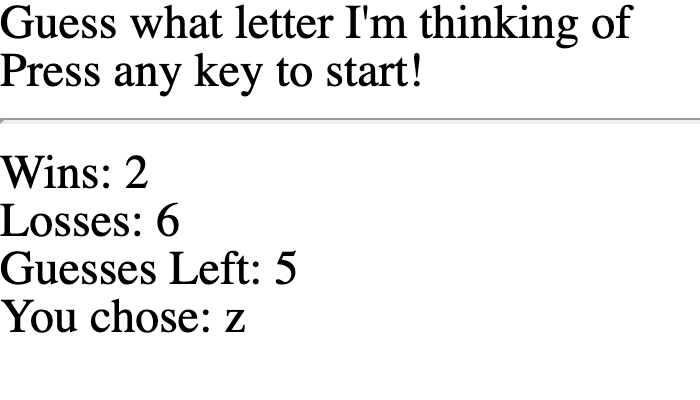 Guess what letter I'm thinking of
Press any key to start!
Wins: 2
Losses: 6
Guesses Left: 5
You chose: z